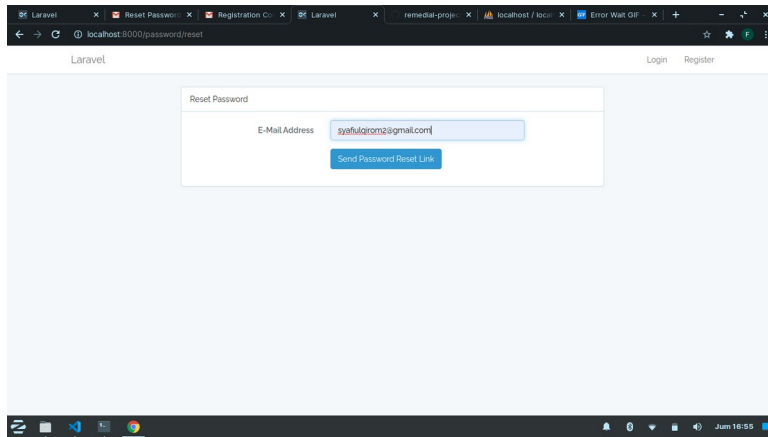 Laravel
Reset Password
Registration Co
Laravel
remedial-projec
localhost / local
Error Wait GIF -
localhost:8000/password/reset
F
Laravel
Login
Register
Reset Password
E-Mail Address
syafiulqirom2@gmail.com
Send Password Reset Link
Jum 16:55